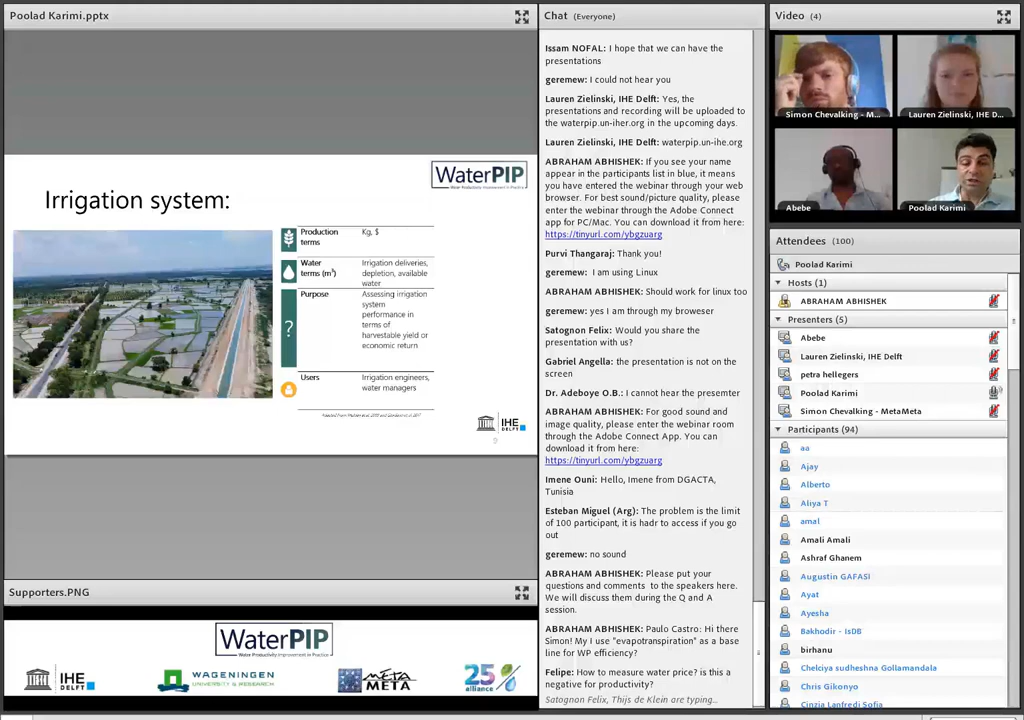 Poolad Karimi.pptx
WaterPIP
Water Productivity Improvement in Practice
Irrigation system:
Production terms
Kg, $
Water terms (m³)
Irrigation deliveries, depletion, available water
Purpose
Assessing irrigation system performance in terms of harvestable yield or economic return
?
Users
Irrigation engineers, water managers
IHE
DELFT
9
Supporters.PNG
WaterPIP
Water Productivity Improvement in Practice
IHE
DELFT
WAGENINGEN
UNIVERSITY & RESEARCH
META
META
25
alliance
Chat (Everyone)
Issam NOFAL: I hope that we can have the
presentations
geremew: I could not hear you
Lauren Zielinski, IHE Delft: Yes, the
presentations and recording will be uploaded to
the waterpip.un-iher.org in the upcoming days.
Lauren Zielinski, IHE Delft: waterpip.un-ihe.org
ABRAHAM ABHISHEK: If you see your name
appear in the participants list in blue, it means
you have entered the webinar through your web
browser. For best sound/picture quality, please
enter the webinar through the Adobe Connect
app for PC/Mac. You can download it from here:
https://tinyurl.com/ybgzuarg
Purvi Thangaraj: Thank you!
geremew: I am using Linux
ABRAHAM ABHISHEK: Should work for linux too
geremew: yes I am through my broweser
Satognon Felix: Would you share the
presentation with us?
Gabriel Angella: the presentation is not on the
screen
Dr. Adeboye O.B.: I cannot hear the presemter
ABRAHAM ABHISHEK: For good sound and
image quality, please enter the webinar room
through the Adobe Connect App. You can
download it from here:
https://tinyurl.com/ybgzuarg
Imene Ouni: Hello, Imene from DGACTA,
Tunisia
Esteban Miguel (Arg): The problem is the limit
of 100 participant, it is hadr to access if you go
out
geremew: no sound
ABRAHAM ABHISHEK: Please put your
questions and comments to the speakers here.
We will discuss them during the Q and A
session.
ABRAHAM ABHISHEK: Paulo Castro: Hi there
Simon! My I use "evapotranspiration" as a base
line for WP efficiency?
Felipe: How to measure water price? is this a
negative for productivity?
Satognon Felix, Thijs de Klein are typing...
Video (4)
Simon Chevalking - M...
Lauren Zielinski, IHE D...
Abebe
Poolad Karimi
Attendees (100)
Poolad Karimi
Hosts (1)
ABRAHAM ABHISHEK
Presenters (5)
Abebe
Lauren Zielinski, IHE Delft
petra hellegers
Poolad Karimi
Simon Chevalking - MetaMeta
Participants (94)
aa
Ajay
Alberto
Aliya T
amal
Amali Amali
Ashraf Ghanem
Augustin GAFASI
Ayat
Ayesha
Bakhodir - IsDB
birhanu
Chelciya sudheshna Gollamandala
Chris Gikonyo
Cinzia Lanfredi Sofia